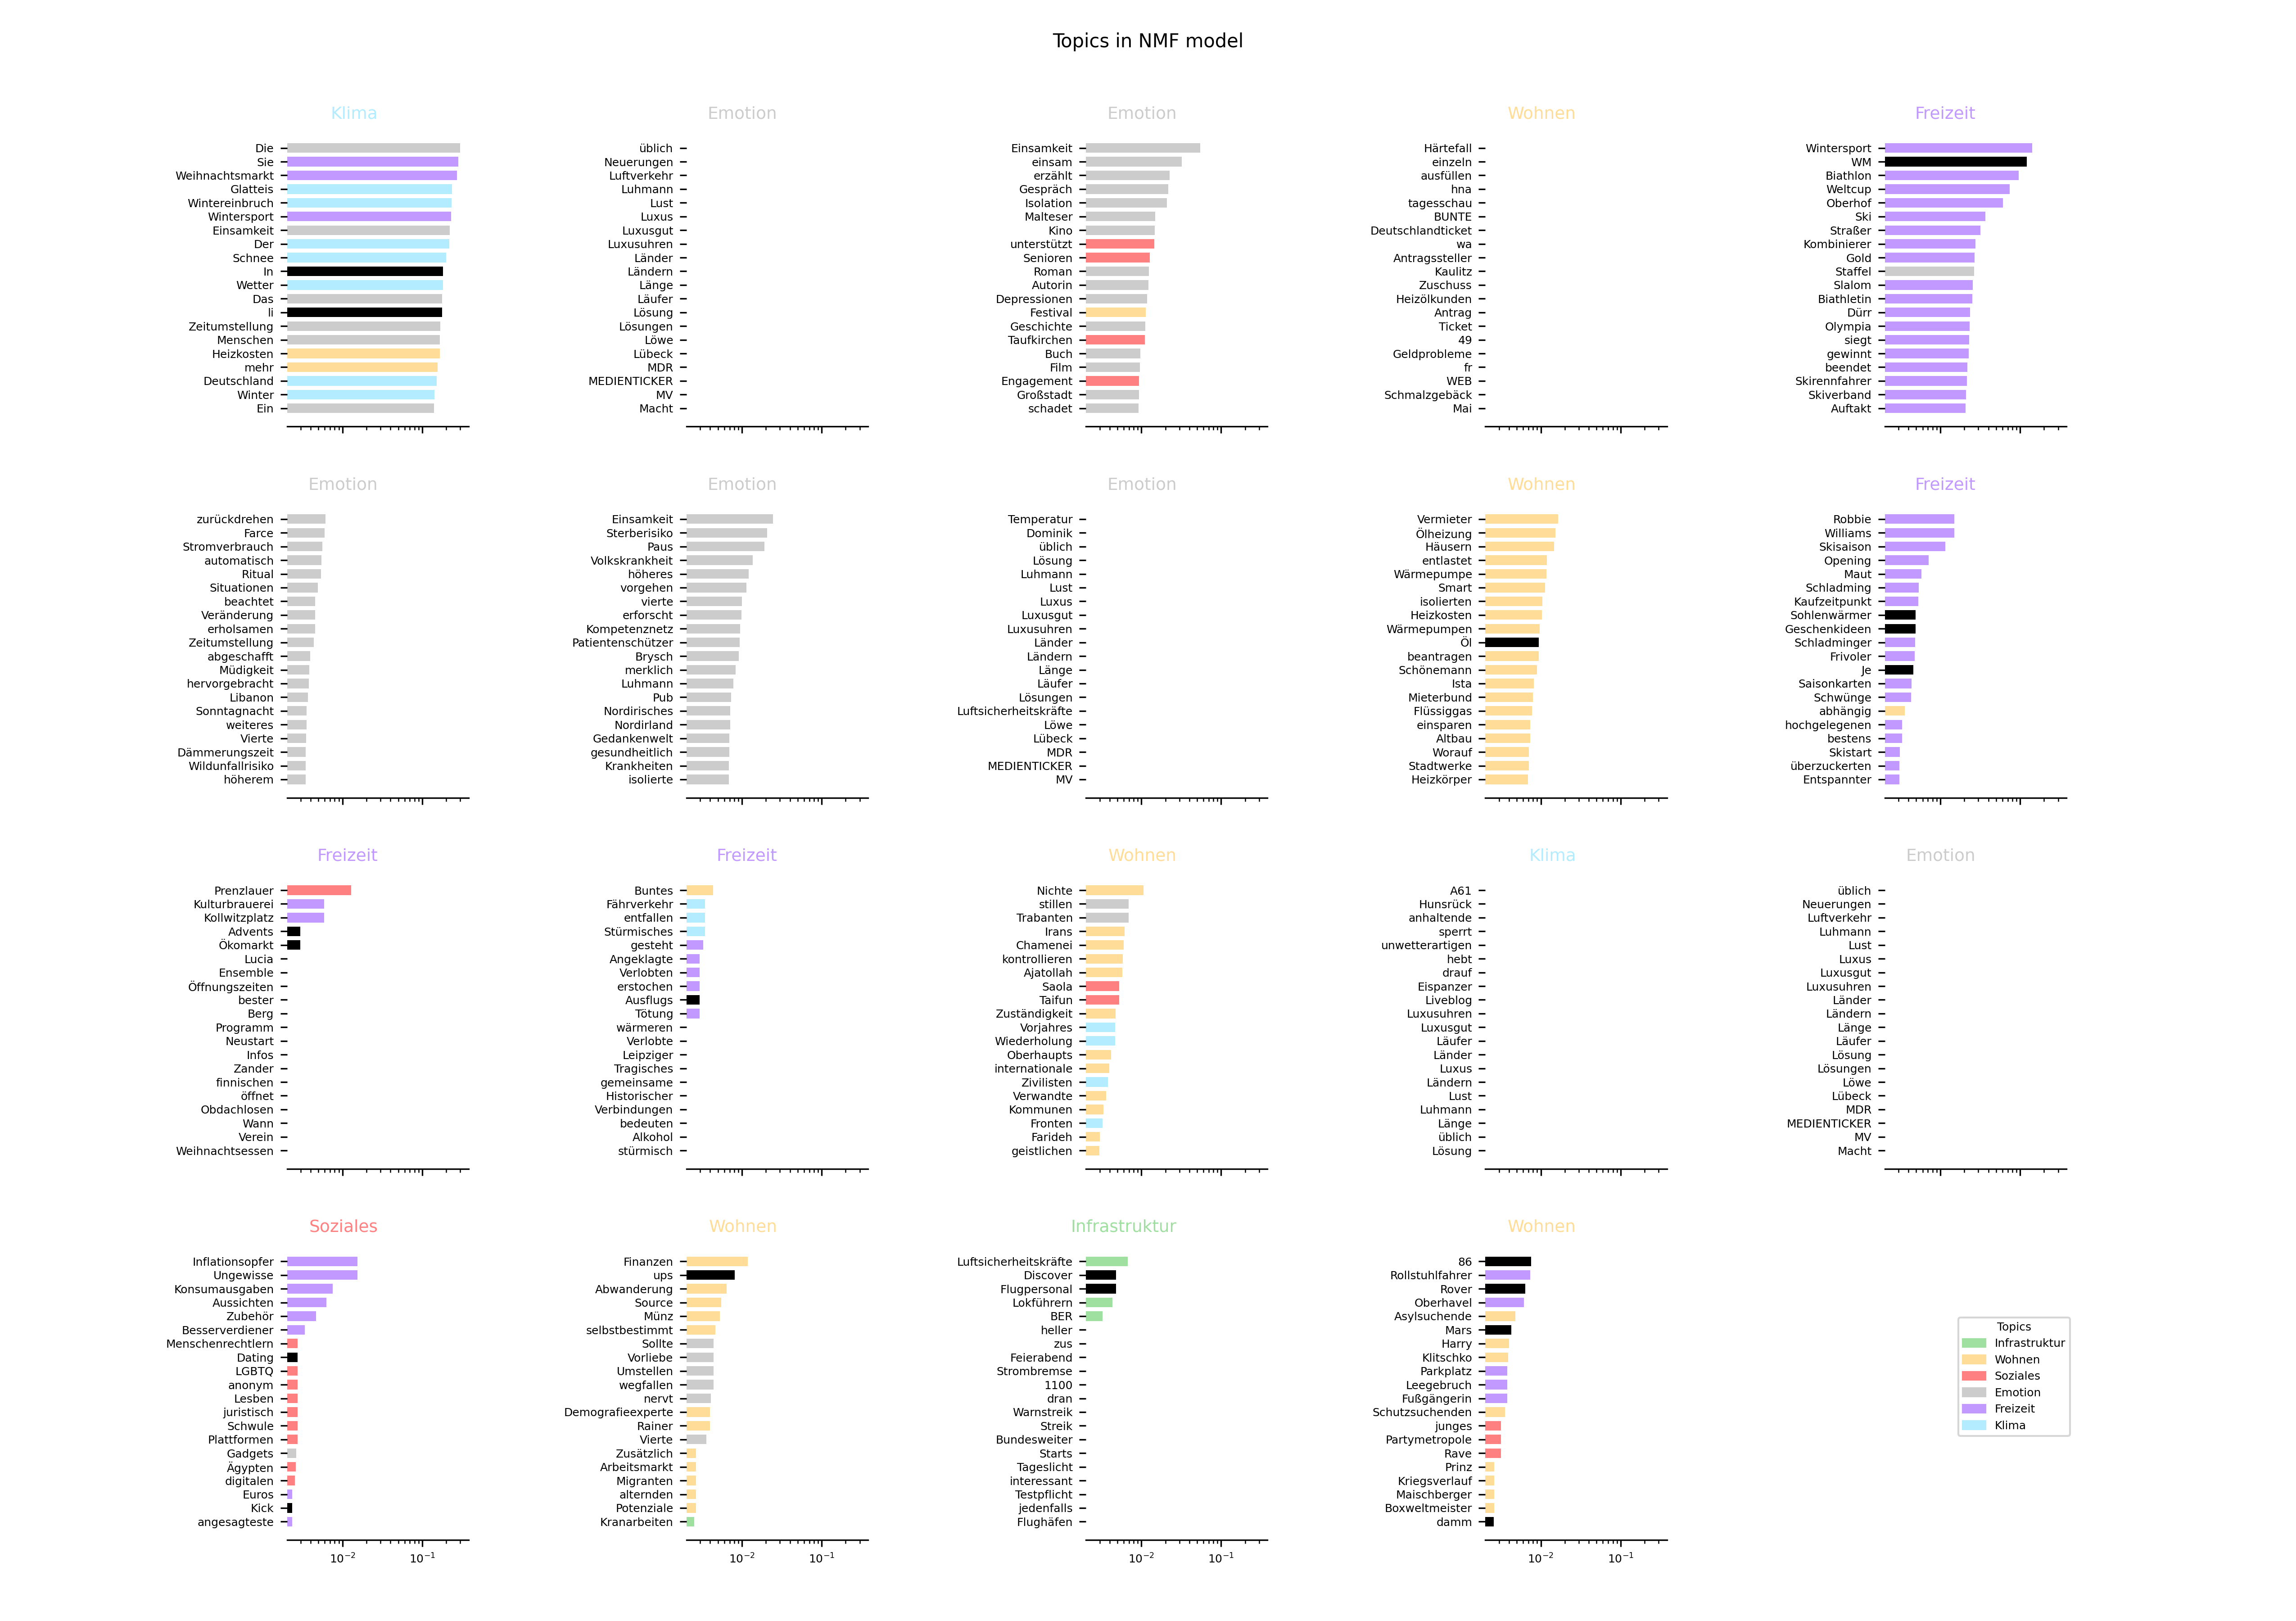 Topics in NMF model
Klima
Die
Sie
Weihnachtsmarkt
Glatteis
Wintereinbruch
Wintersport
Einsamkeit
Der
Schnee
In
Wetter
Das
li
Zeitumstellung
Menschen
Heizkosten
mehr
Deutschland
Winter
Ein
Emotion
üblich
Neuerungen
Luftverkehr
Luhmann
Lust
Luxus
Luxusgut
Luxusuhren
Länder
Ländern
Länge
Läufer
Lösung
Lösungen
Löwe
Lübeck
MDR
MEDIENTICKER
MV
Macht
Emotion
Einsamkeit
einsam
erzählt
Gespräch
Isolation
Malteser
Kino
unterstützt
Senioren
Roman
Autorin
Depressionen
Festival
Geschichte
Taufkirchen
Buch
Film
Engagement
Großstadt
schadet
Wohnen
Härtefall
einzeln
ausfüllen
hna
tagesschau
BUNTE
Deutschlandticket
wa
Antragssteller
Kaulitz
Zuschuss
Heizölkunden
Antrag
Ticket
49
Geldprobleme
fr
WEB
Schmalzgebäck
Mai
Freizeit
Wintersport
WM
Biathlon
Weltcup
Oberhof
Ski
Straßer
Kombinierer
Gold
Staffel
Slalom
Biathletin
Dürr
Olympia
siegt
gewinnt
beendet
Skirennfahrer
Skiverband
Auftakt
Emotion
zurückdrehen
Farce
Stromverbrauch
automatisch
Ritual
Situationen
beachtet
Veränderung
erholsamen
Zeitumstellung
abgeschafft
Müdigkeit
hervorgebracht
Libanon
Sonntagnacht
weiteres
Vierte
Dämmerungszeit
Wildunfallrisiko
höherem
Emotion
Einsamkeit
Sterberisiko
Paus
Volkskrankheit
höheres
vorgehen
vierte
erforscht
Kompetenznetz
Patientenschützer
Brysch
merklich
Luhmann
Pub
Nordirisches
Nordirland
Gedankenwelt
gesundheitlich
Krankheiten
isolierte
Emotion
Temperatur
Dominik
üblich
Lösung
Luhmann
Lust
Luxus
Luxusgut
Luxusuhren
Länder
Ländern
Länge
Läufer
Lösungen
Luftsicherheitskräfte
Löwe
Lübeck
MDR
MEDIENTICKER
MV
Wohnen
Vermieter
Ölheizung
Häusern
entlastet
Wärmepumpe
Smart
isolierten
Heizkosten
Wärmepumpen
Öl
beantragen
Schönemann
Ista
Mieterbund
Flüssiggas
einsparen
Altbau
Worauf
Stadtwerke
Heizkörper
Freizeit
Robbie
Williams
Skisaison
Opening
Maut
Schladming
Kaufzeitpunkt
Sohlenwärmer
Geschenkideen
Schladminger
Frivoler
Je
Saisonkarten
Schwünge
abhängig
hochgelegenen
bestens
Skistart
überzuckerten
Entspannter
Freizeit
Prenzlauer
Kulturbrauerei
Kollwitzplatz
Advents
Ökomarkt
Lucia
Ensemble
Öffnungszeiten
bester
Berg
Programm
Neustart
Infos
Zander
finnischen
öffnet
Obdachlosen
Wann
Verein
Weihnachtsessen
Freizeit
Buntes
Fährverkehr
entfallen
Stürmisches
gesteht
Angeklagte
Verlobten
erstochen
Ausflugs
Tötung
wärmeren
Verlobte
Leipziger
Tragisches
gemeinsame
Historischer
Verbindungen
bedeuten
Alkohol
stürmisch
Wohnen
Nichte
stillen
Trabanten
Irans
Chamenei
kontrollieren
Ajatollah
Saola
Taifun
Zuständigkeit
Vorjahres
Wiederholung
Oberhaupts
internationale
Zivilisten
Verwandte
Kommunen
Fronten
Farideh
geistlichen
Klima
A61
Hunsrück
anhaltende
sperrt
unwetterartigen
hebt
drauf
Eispanzer
Liveblog
Luxusuhren
Luxusgut
Läufer
Länder
Luxus
Ländern
Lust
Luhmann
Länge
üblich
Lösung
Emotion
üblich
Neuerungen
Luftverkehr
Luhmann
Lust
Luxus
Luxusgut
Luxusuhren
Länder
Ländern
Länge
Läufer
Lösung
Lösungen
Löwe
Lübeck
MDR
MEDIENTICKER
MV
Macht
Soziales
Inflationsopfer
Ungewisse
Konsumausgaben
Aussichten
Zubehör
Besserverdiener
Menschenrechtlern
Dating
LGBTQ
anonym
Lesben
juristisch
Schwule
Plattformen
Gadgets
Ägypten
digitalen
Euros
Kick
angesagteste
10⁻² 10⁻¹
Wohnen
Finanzen
ups
Abwanderung
Source
Münz
selbstbestimmt
Sollte
Vorliebe
Umstellen
wegfallen
nervt
Demografieexperte
Rainer
Vierte
Zusätzlich
Arbeitsmarkt
Migranten
alternden
Potenziale
Kranarbeiten
10⁻² 10⁻¹
Infrastruktur
Luftsicherheitskräfte
Discover
Flugpersonal
Lokführern
BER
heller
zus
Feierabend
Strombremse
1100
dran
Warnstreik
Streik
Bundesweiter
Starts
Tageslicht
interessant
Testpflicht
jedenfalls
Flughäfen
10⁻² 10⁻¹
Wohnen
86
Rollstuhlfahrer
Rover
Oberhavel
Asylsuchende
Mars
Harry
Klitschko
Parkplatz
Leegebruch
Fußgängerin
Schutzsuchenden
junges
Partymetropole
Rave
Prinz
Kriegsverlauf
Maischberger
Boxweltmeister
damm
10⁻² 10⁻¹
Topics
Infrastruktur
Wohnen
Soziales
Emotion
Freizeit
Klima